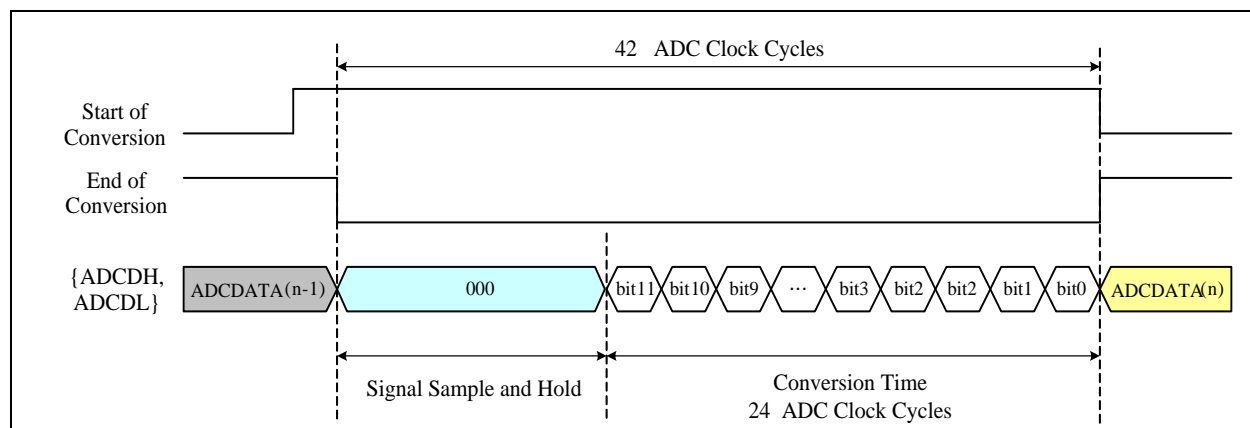 42 ADC Clock Cycles
Start of
Conversion
End of
Conversion
{ADCDH,
ADCDL}
ADCDATA(n-1)
000
bit11
bit10
bit9
...
bit3
bit2
bit2
bit1
bit0
ADCDATA(n)
Signal Sample and Hold
Conversion Time
24 ADC Clock Cycles